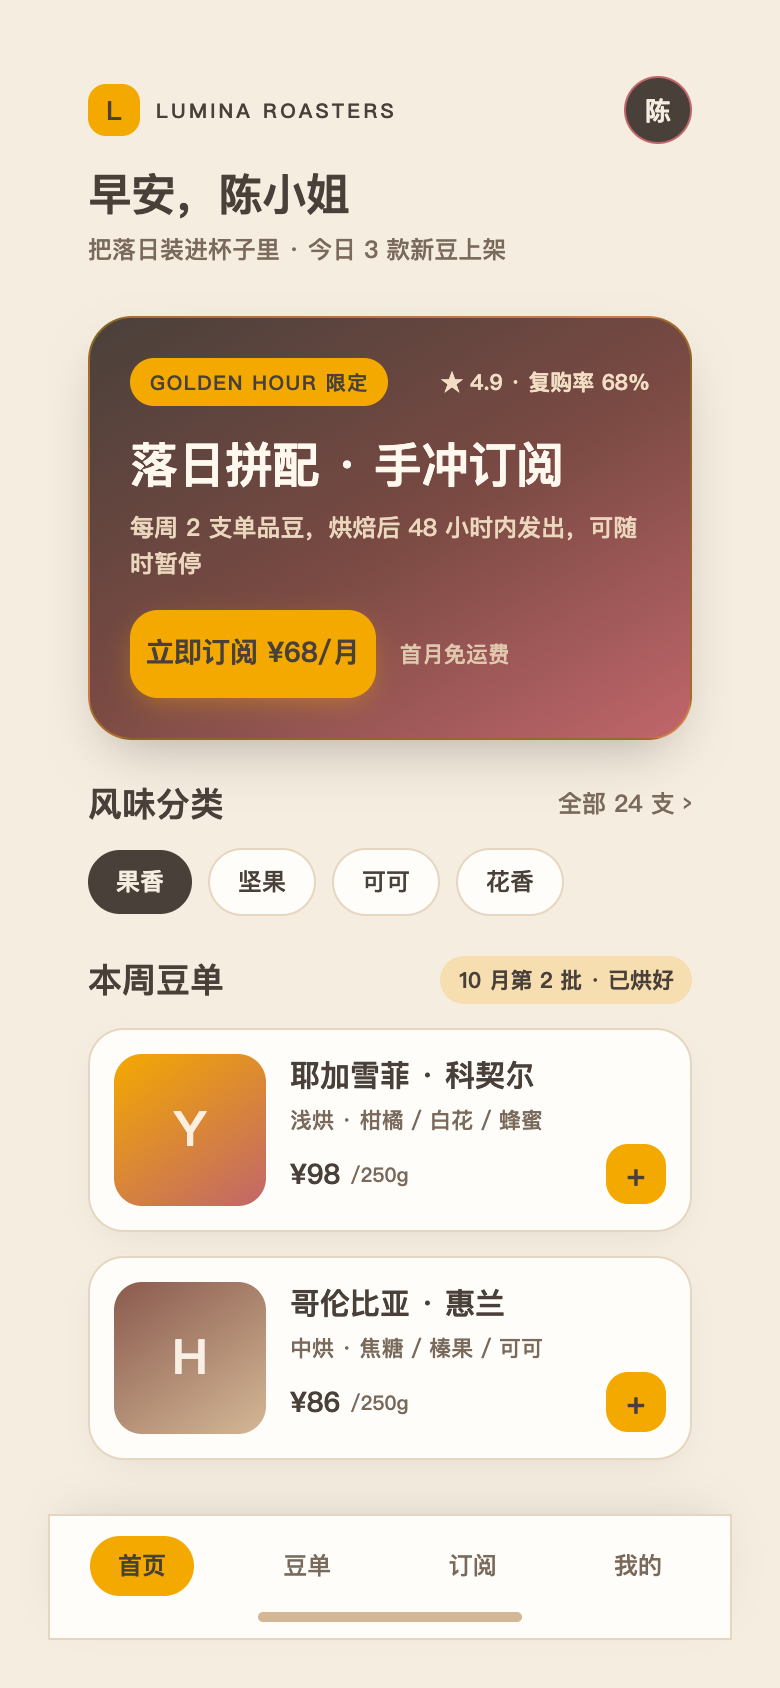 L LUMINA ROASTERS 陈
早安，陈小姐
把落日装进杯子里 · 今日 3 款新豆上架
GOLDEN HOUR 限定 ★ 4.9 · 复购率 68%
落日拼配 · 手冲订阅
每周 2 支单品豆，烘焙后 48 小时内发出，可随
时暂停
立即订阅 ¥68/月 首月免运费
风味分类 全部 24 支 ›
果香 坚果 可可 花香
本周豆单 10 月第 2 批 · 已烘好
Y
耶加雪菲 · 科契尔
浅烘 · 柑橘 / 白花 / 蜂蜜
¥98 /250g +
H
哥伦比亚 · 惠兰
中烘 · 焦糖 / 榛果 / 可可
¥86 /250g +
首页 豆单 订阅 我的